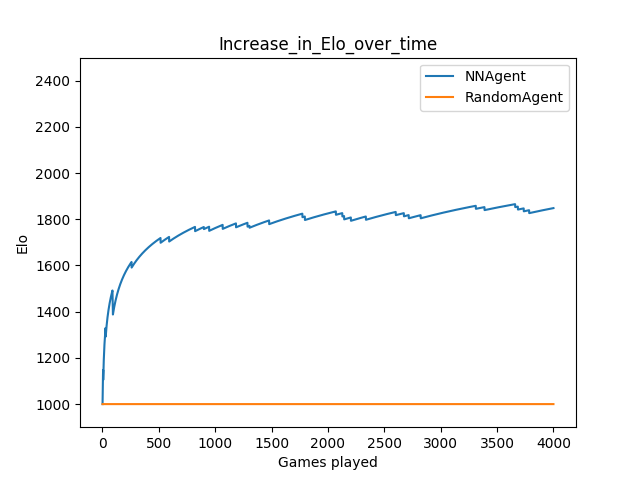 Increase_in_Elo_over_time
NNAgent
RandomAgent
2400
2200
2000
1800
1600
1400
1200
1000
Elo
0 500 1000 1500 2000 2500 3000 3500 4000
Games played